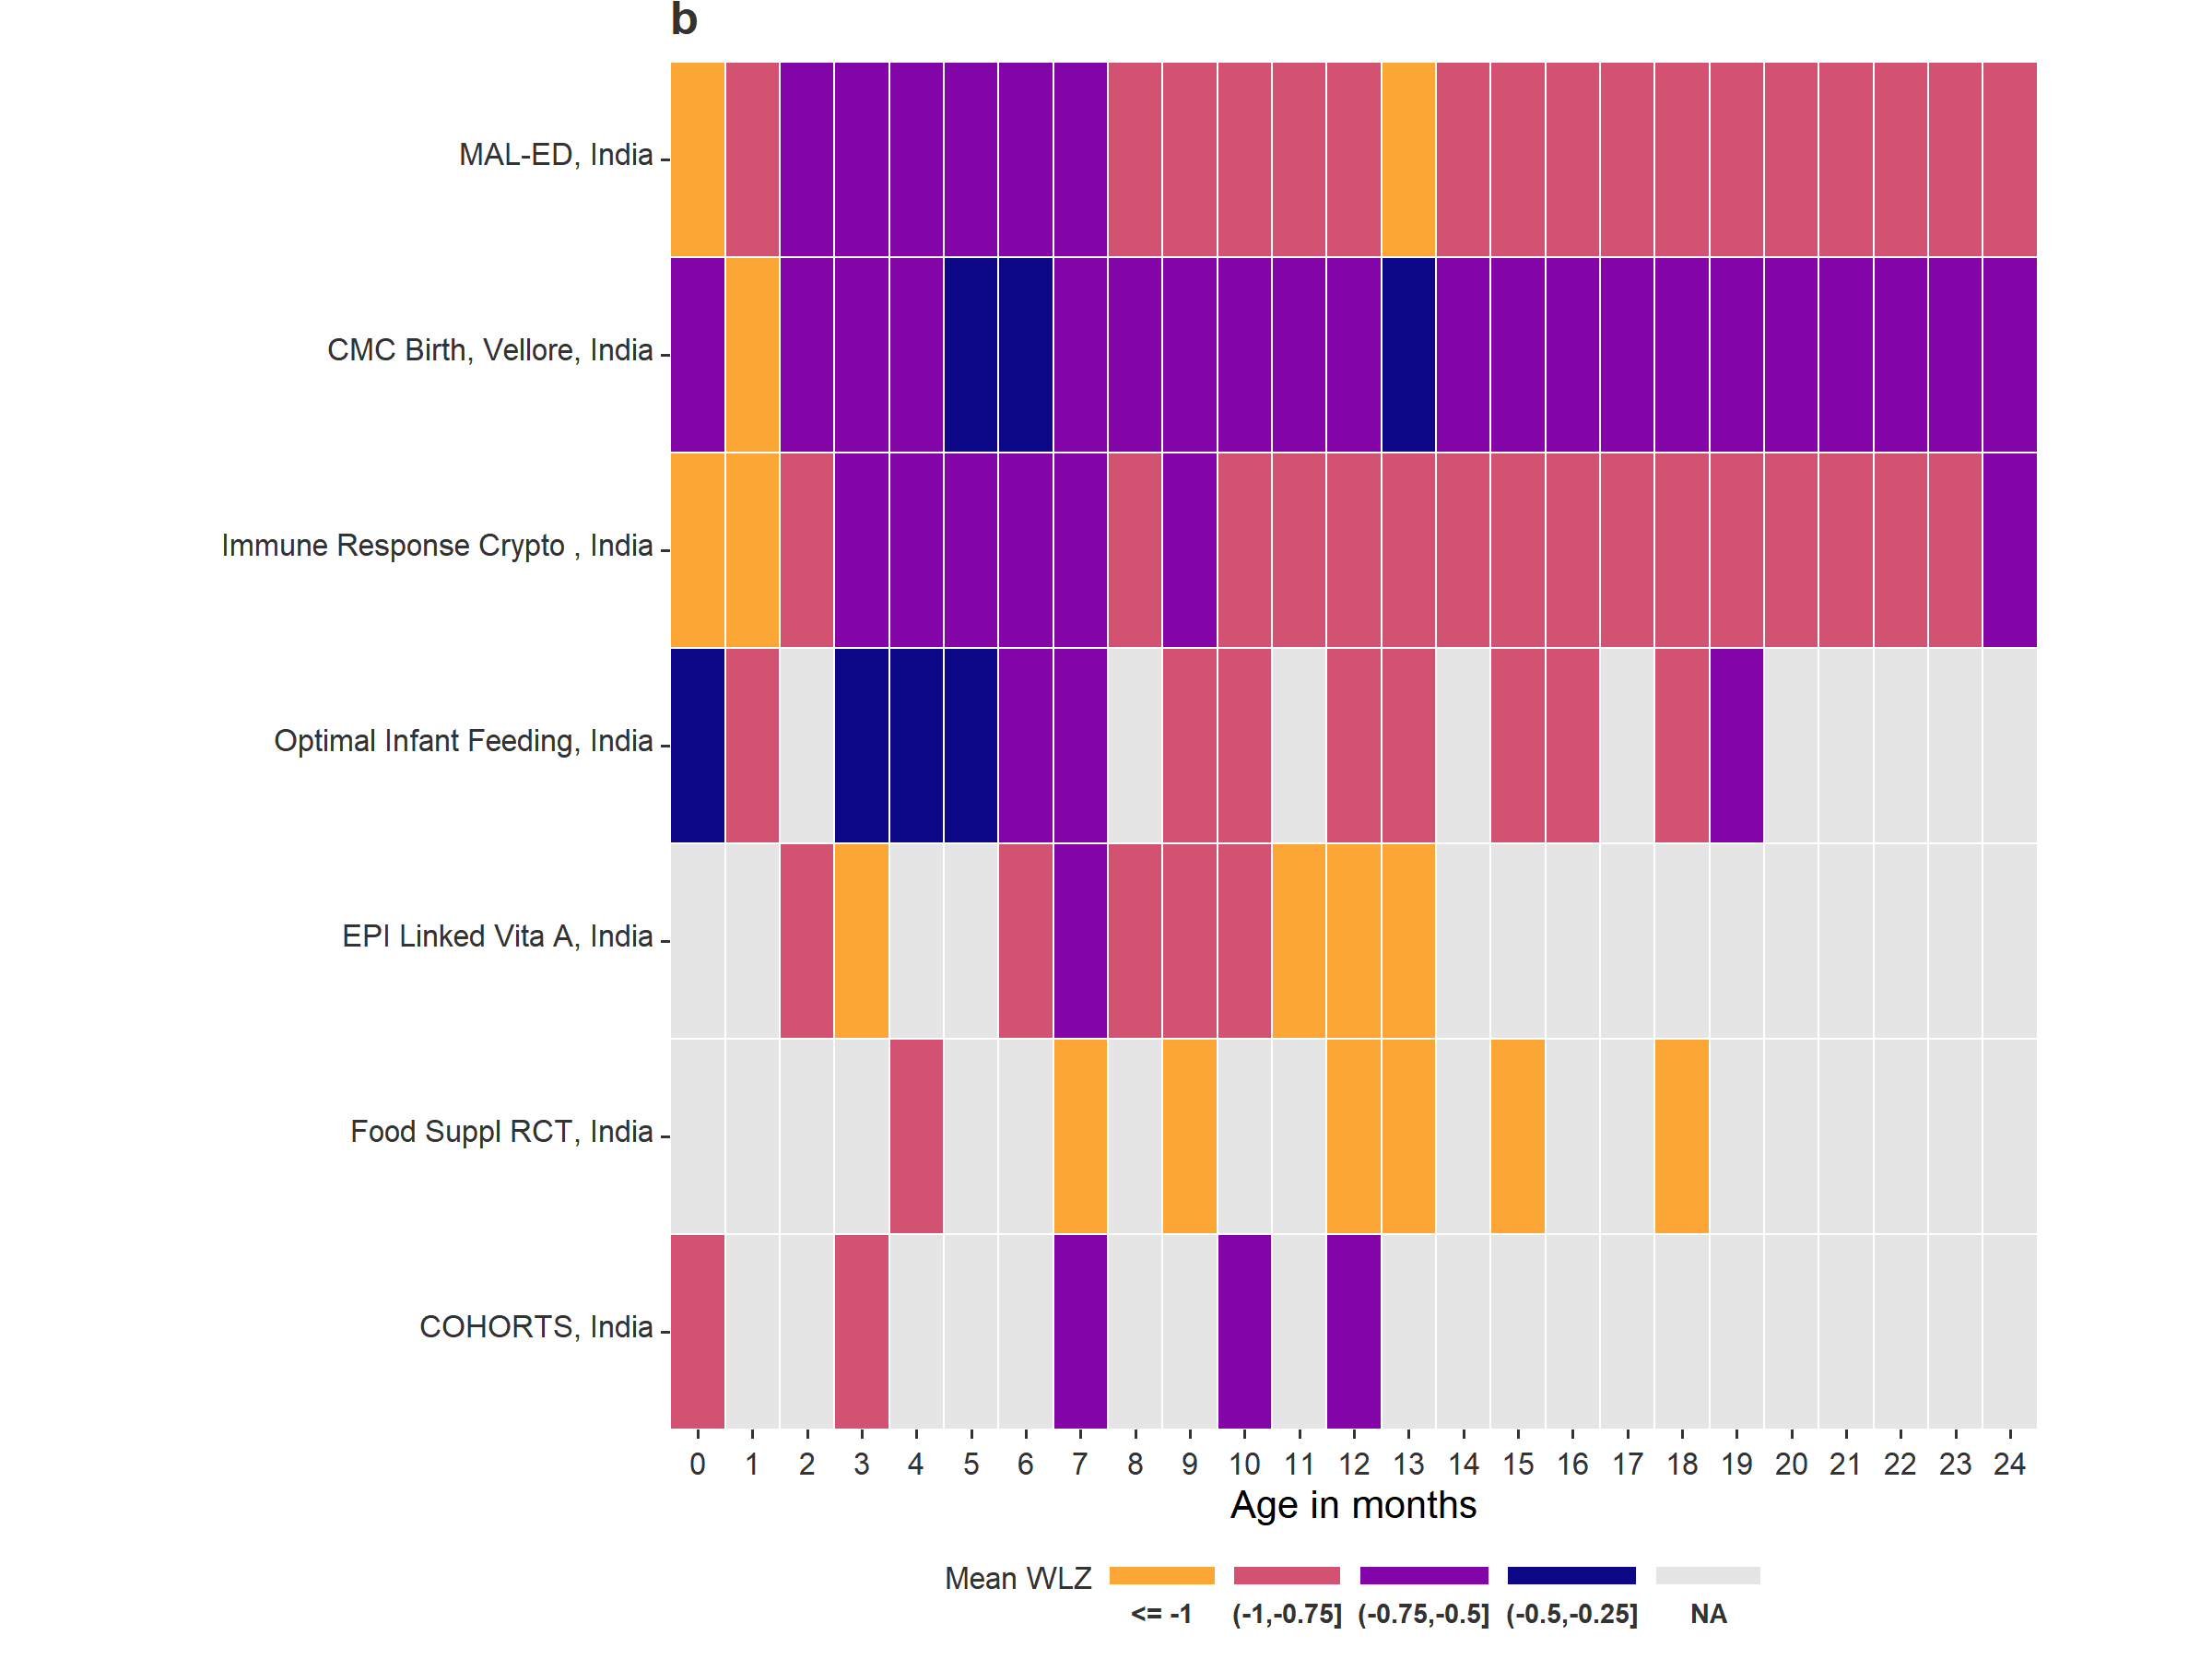 b
MAL-ED, India
CMC Birth, Vellore, India
Immune Response Crypto , India
Optimal Infant Feeding, India
EPI Linked Vita A, India
Food Suppl RCT, India
COHORTS, India
0 1 2 3 4 5 6 7 8 9 10 11 12 13 14 15 16 17 18 19 20 21 22 23 24
Age in months
Mean WLZ
<= -1 (-1,-0.75] (-0.75,-0.5] (-0.5,-0.25] NA